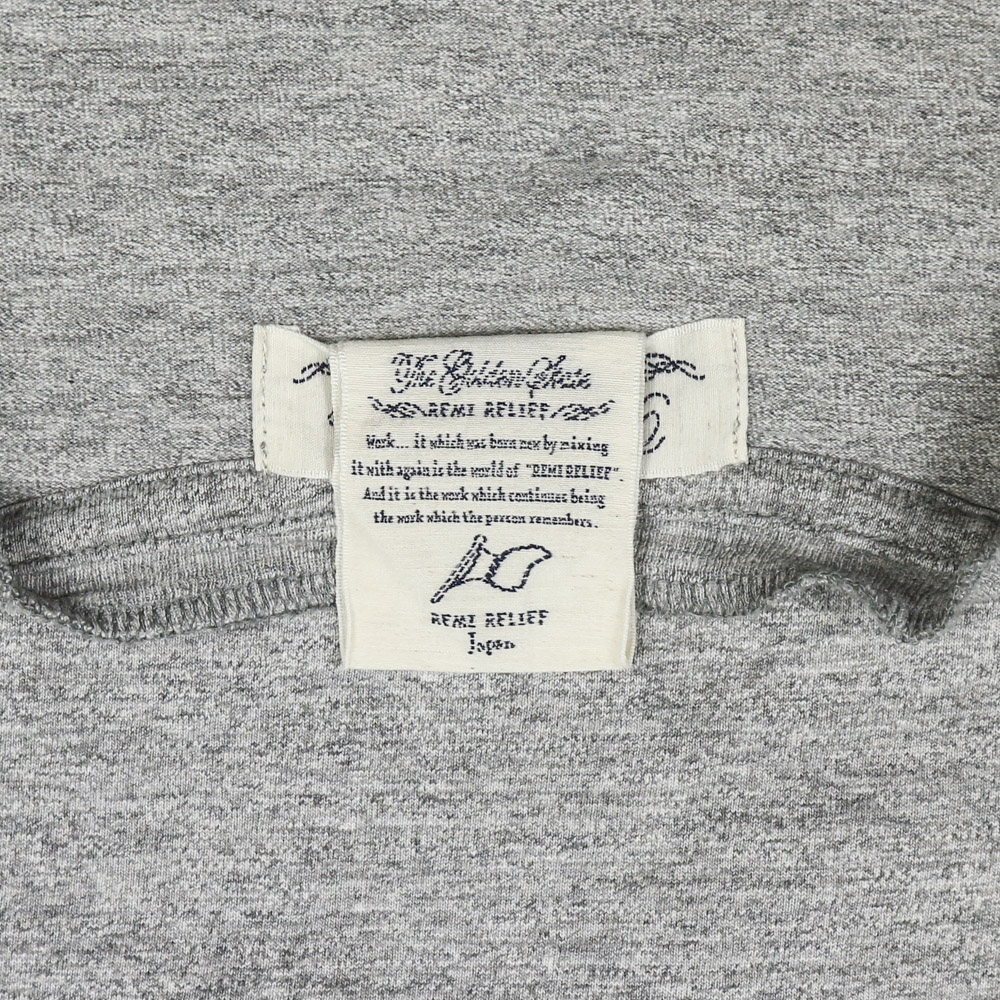 The Golden State
REMI RELIEF
Work... it which was born new by mixing
it with again is the world of "REMI RELIEF".
And it is the work which continues being
the work which the person remembers.
REMI RELIEF
Japan